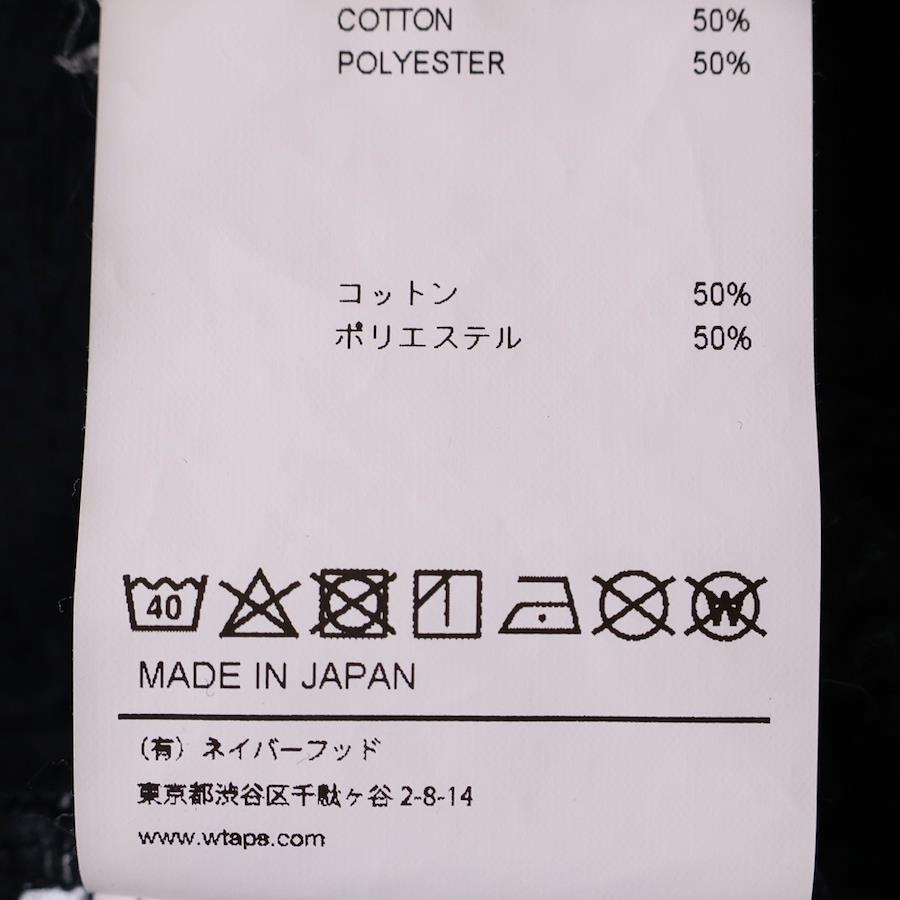 COTTON 50%
POLYESTER 50%
コットン 50%
ポリエステル 50%
40
W
MADE IN JAPAN
(有) ネイバーフッド
東京都渋谷区千駄ヶ谷 2-8-14
www.wtaps.com